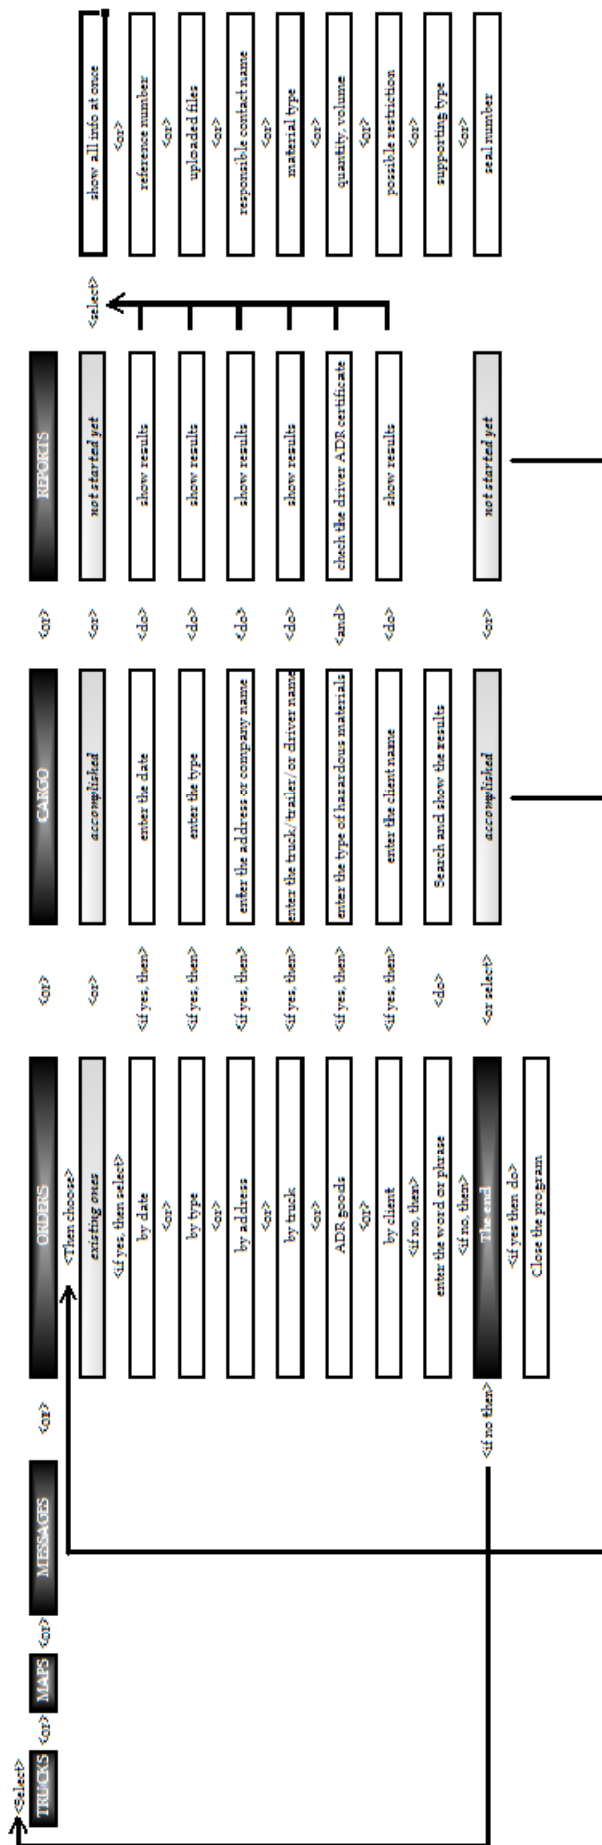 <Select>
TRUCKS <or> MAPS <or> MESSAGES <or> ORDERS <or> CARGO <or> REPORTS
<Then choose>
existing ones <or> accomplished <or> not started yet <select> show all info at once
<if yes, then select> <or>
by date <if yes, then> enter the date <do> show results reference number
<or> <or>
by type <if yes, then> enter the type <do> show results uploaded files
<or> <or>
by address <if yes, then> enter the address or company name <do> show results responsible contact name
<or> <or>
by truck <if yes, then> enter the truck/trailer/or driver name <do> show results material type
<or> <or>
ADR goods <if yes, then> enter the type of hazardous materials <and> chech the driver ADR certificate quantity, volume
<or> <or>
by client <if yes, then> enter the client name <do> show results possible restriction
<if no, then> <or>
enter the word or phrase <do> Search and show the results supporting type
<if no, then> <or>
<if no then> The end <or select> accomplished <or> not started yet seal number
<if yes then do>
Close the program